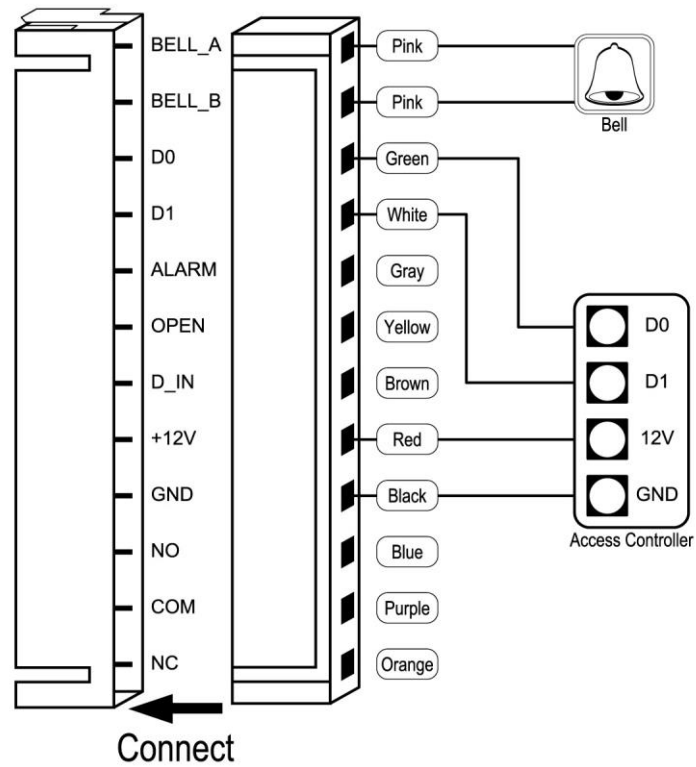 BELL_A Pink
BELL_B Pink
Bell
D0 Green
D1 White
ALARM Gray
OPEN Yellow D0
D_IN Brown D1
+12V Red 12V
GND Black GND
Access Controller
NO Blue
COM Purple
NC Orange
Connect